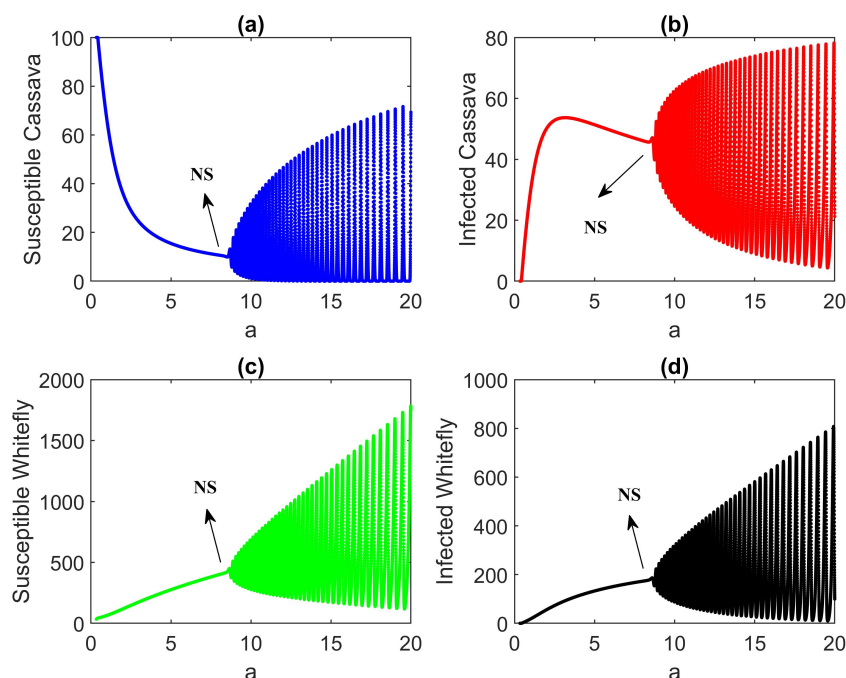 (a)
Susceptible Cassava
100
80
60
40
20
0
NS
0 5 10 15 20
a
(b)
Infected Cassava
80
60
40
20
0
NS
0 5 10 15 20
a
(c)
Susceptible Whitefly
2000
1500
1000
500
0
NS
0 5 10 15 20
a
(d)
Infected Whitefly
1000
800
600
400
200
0
NS
0 5 10 15 20
a